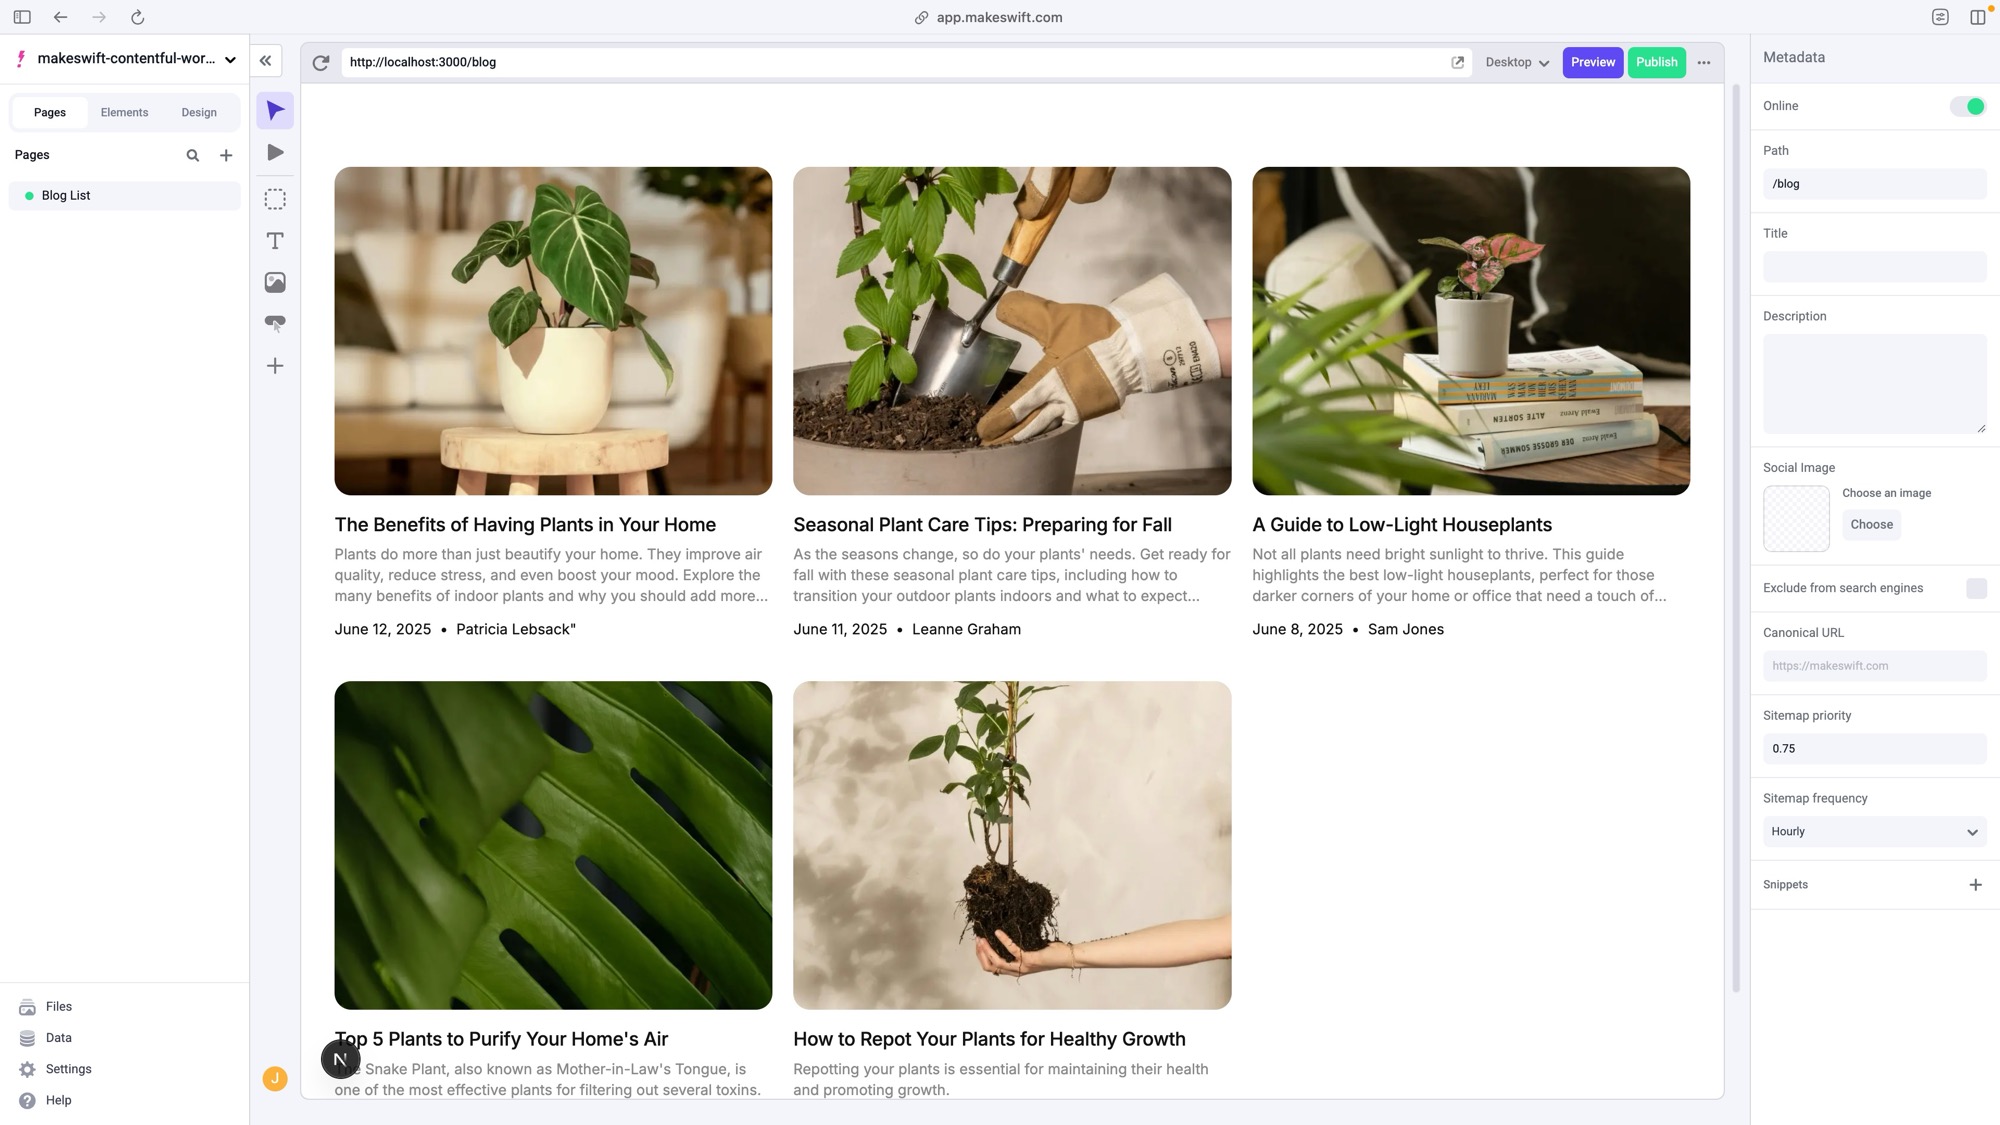 app.makeswift.com
makeswift-contentful-wor...
http://localhost:3000/blog
Desktop
Preview
Publish
Metadata
Pages
Elements
Design
Pages
Blog List
Online
Path
/blog
Title
Description
Social Image
Choose an image
Choose
Exclude from search engines
Canonical URL
https://makeswift.com
Sitemap priority
0.75
Sitemap frequency
Hourly
Snippets
EN420
ALTE SORTEN
Ewald Arenz
DER GROSSE SOMMER
Ewald Arenz
The Benefits of Having Plants in Your Home
Plants do more than just beautify your home. They improve air
quality, reduce stress, and even boost your mood. Explore the
many benefits of indoor plants and why you should add more...
June 12, 2025 • Patricia Lebsack"
Seasonal Plant Care Tips: Preparing for Fall
As the seasons change, so do your plants' needs. Get ready for
fall with these seasonal plant care tips, including how to
transition your outdoor plants indoors and what to expect...
June 11, 2025 • Leanne Graham
A Guide to Low-Light Houseplants
Not all plants need bright sunlight to thrive. This guide
highlights the best low-light houseplants, perfect for those
darker corners of your home or office that need a touch of...
June 8, 2025 • Sam Jones
Top 5 Plants to Purify Your Home's Air
The Snake Plant, also known as Mother-in-Law's Tongue, is
one of the most effective plants for filtering out several toxins.
How to Repot Your Plants for Healthy Growth
Repotting your plants is essential for maintaining their health
and promoting growth.
N
J
Files
Data
Settings
Help